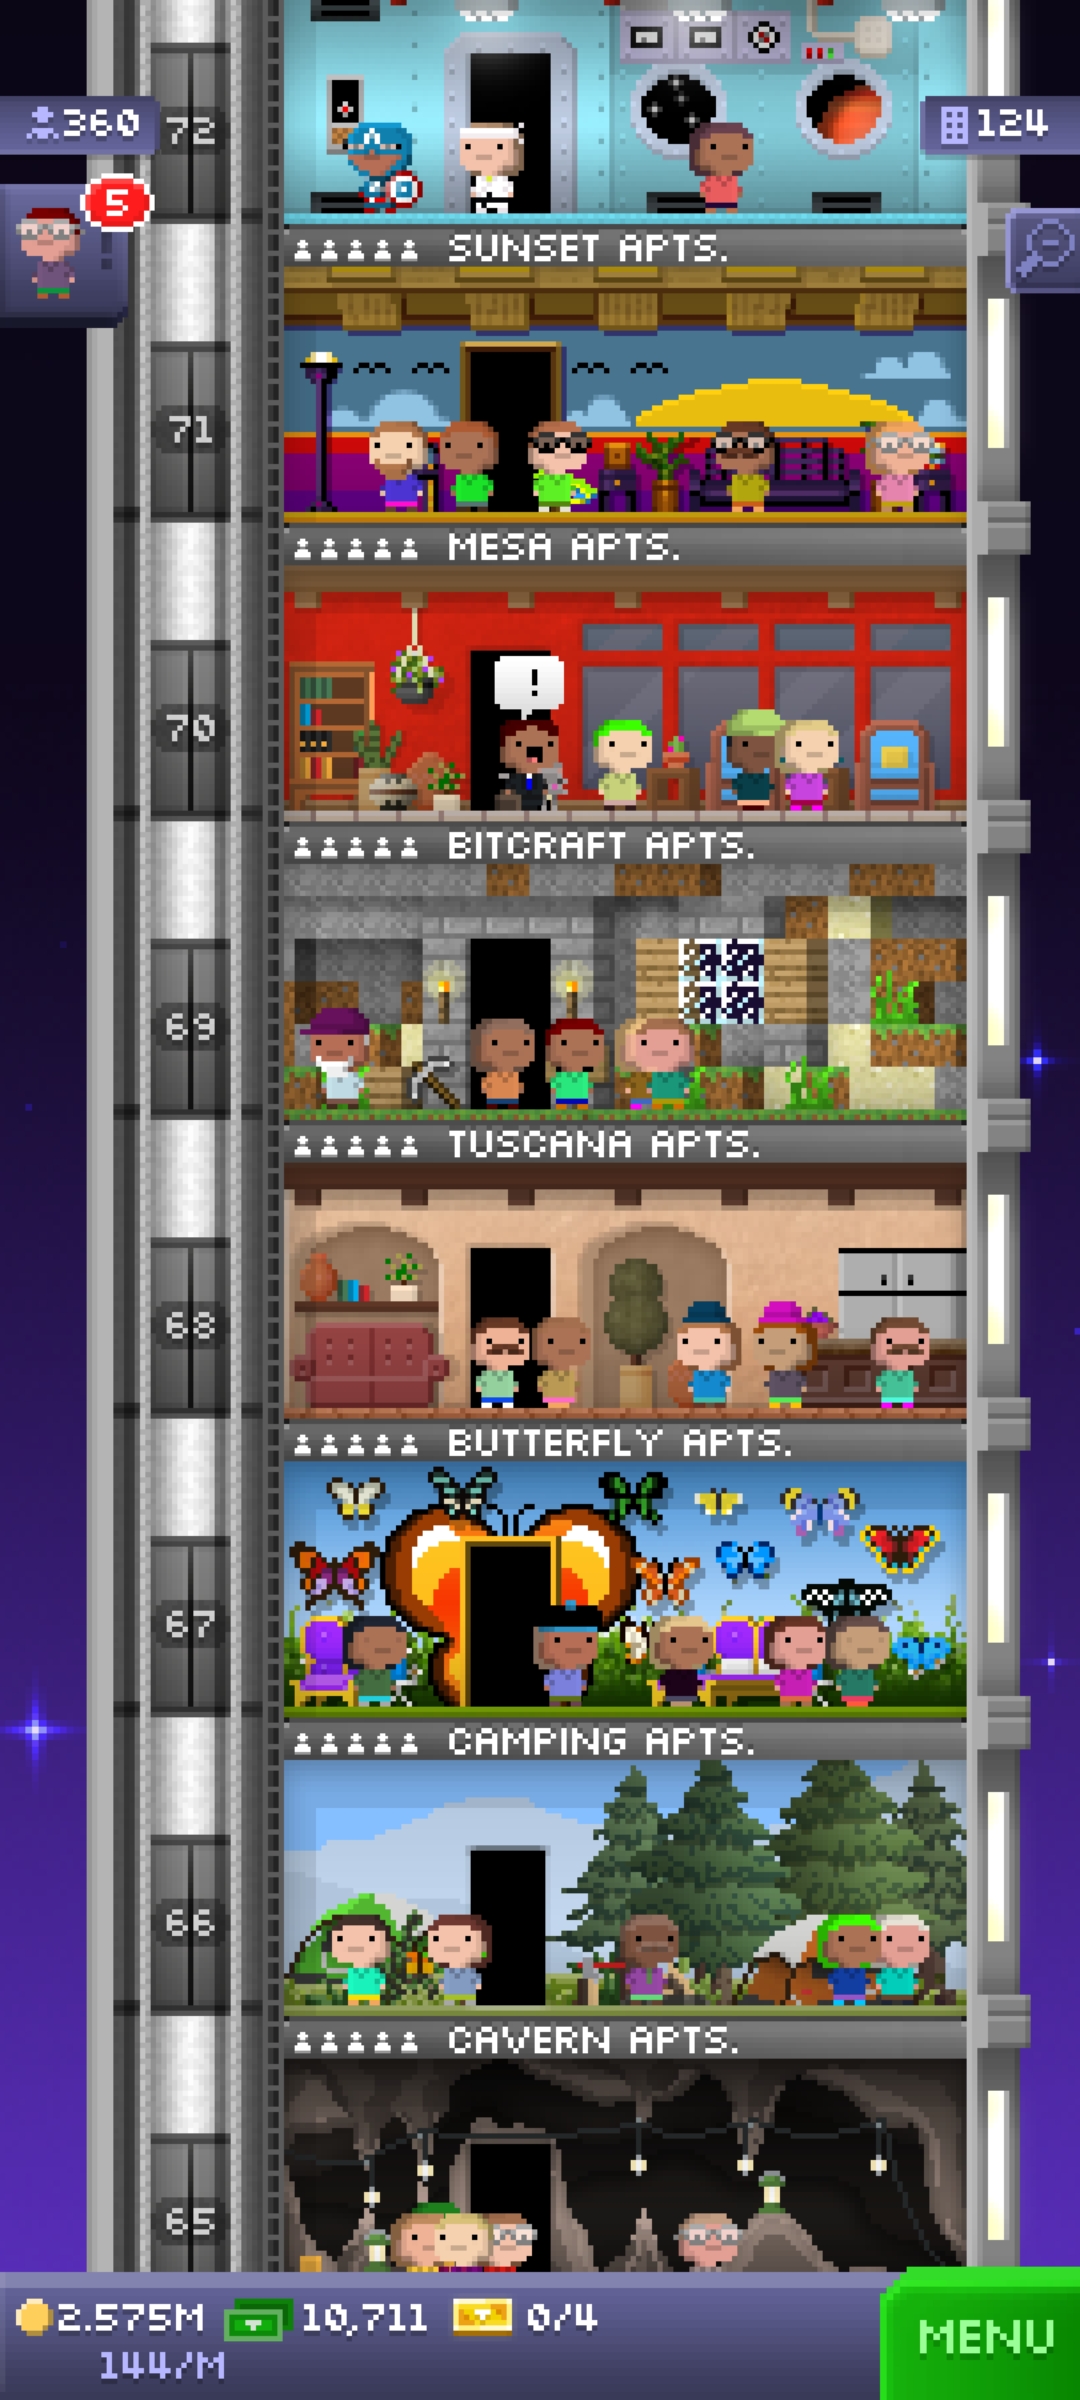 360
72
124
5
SUNSET APTS.
71
MESA APTS.
!
70
BITCRAFT APTS.
69
TUSCANA APTS.
68
BUTTERFLY APTS.
67
CAMPING APTS.
66
CAVERN APTS.
65
2.575M 10,711 0/4
144/M
MENU